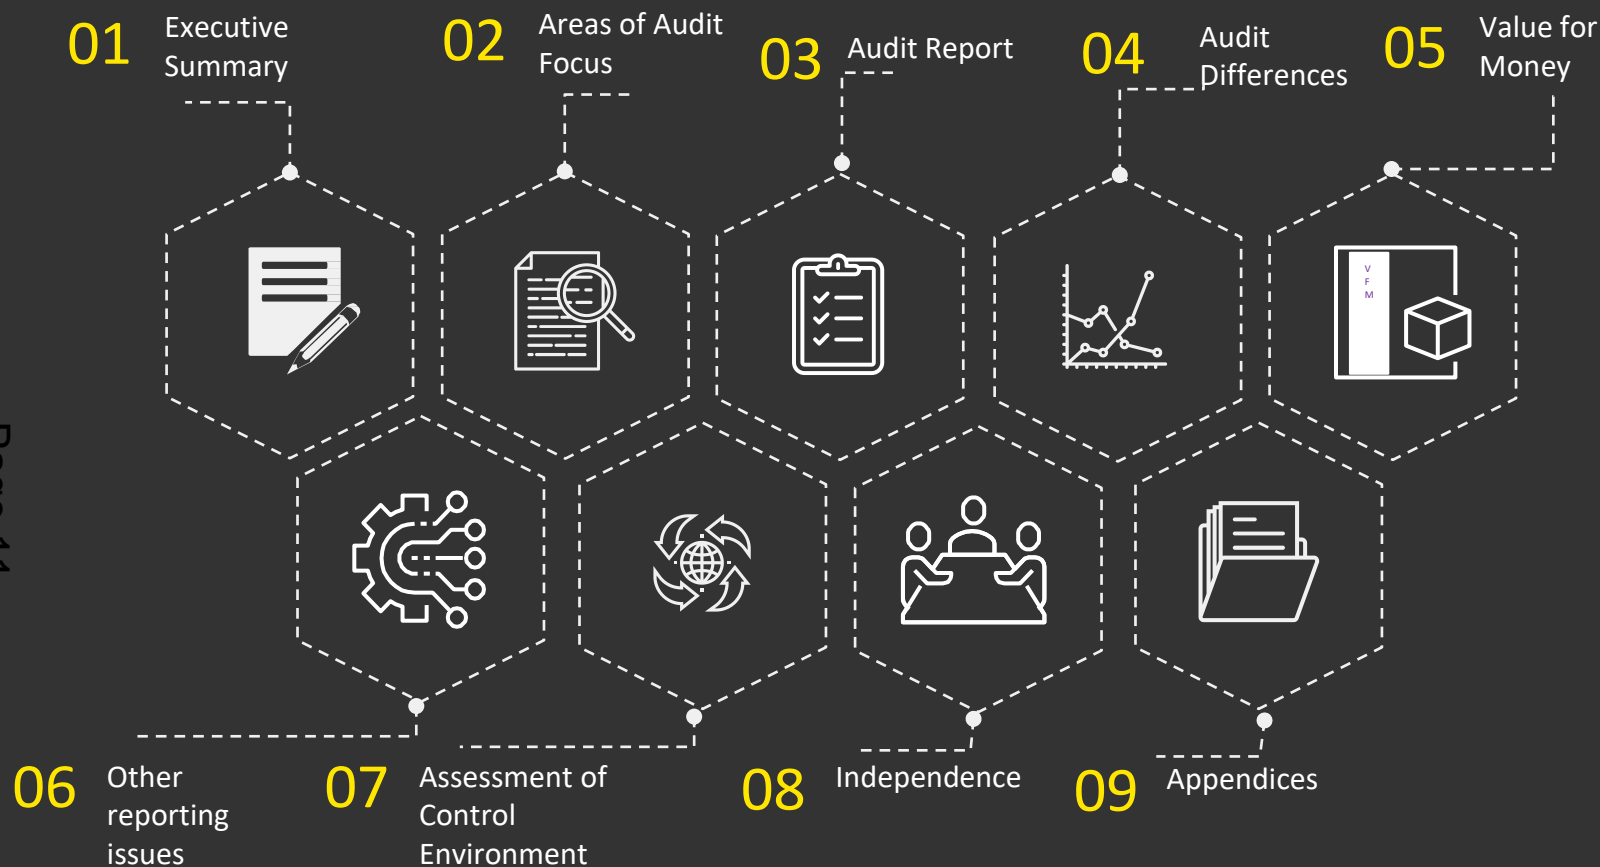 01
Executive
Summary
02
Areas of Audit
Focus
03
Audit Report
04
Audit
Differences
05
Value for
Money
V
F
M
06
Other
reporting
issues
07
Assessment of
Control
Environment
08
Independence
09
Appendices